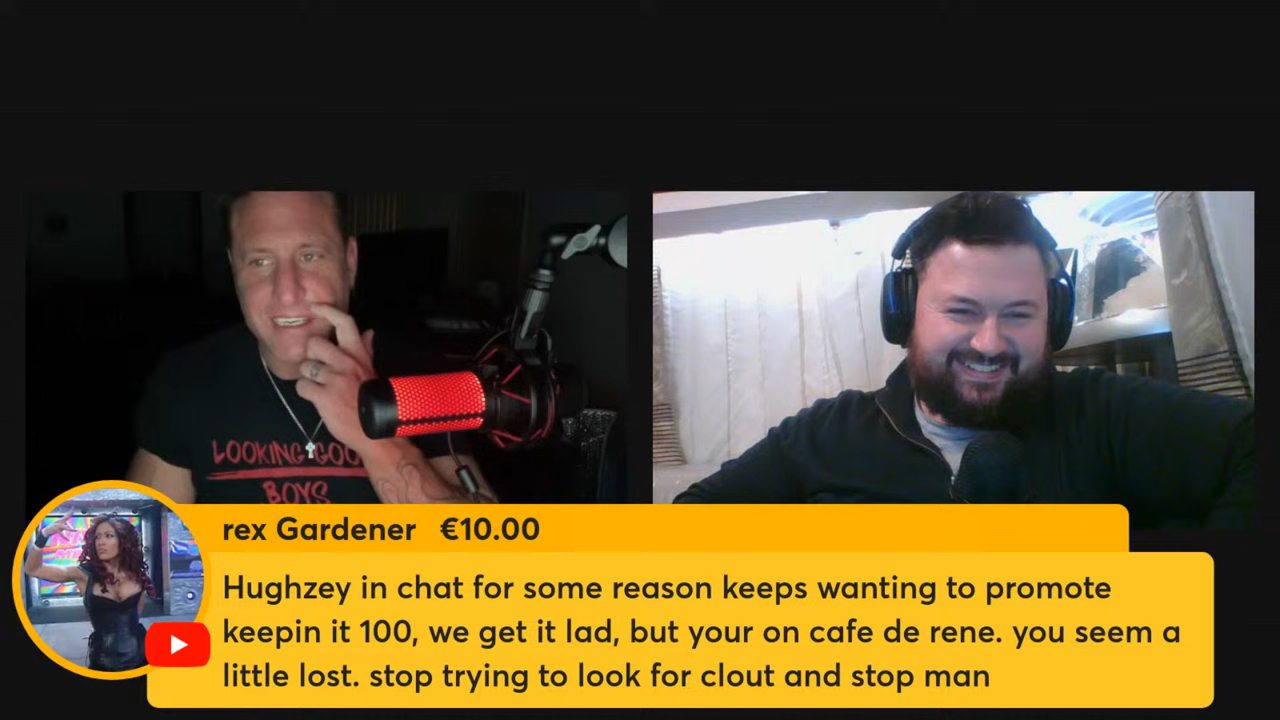 LOOKING GOO
BOYS
rex Gardener €10.00
Hughzey in chat for some reason keeps wanting to promote
keepin it 100, we get it lad, but your on cafe de rene. you seem a
little lost. stop trying to look for clout and stop man